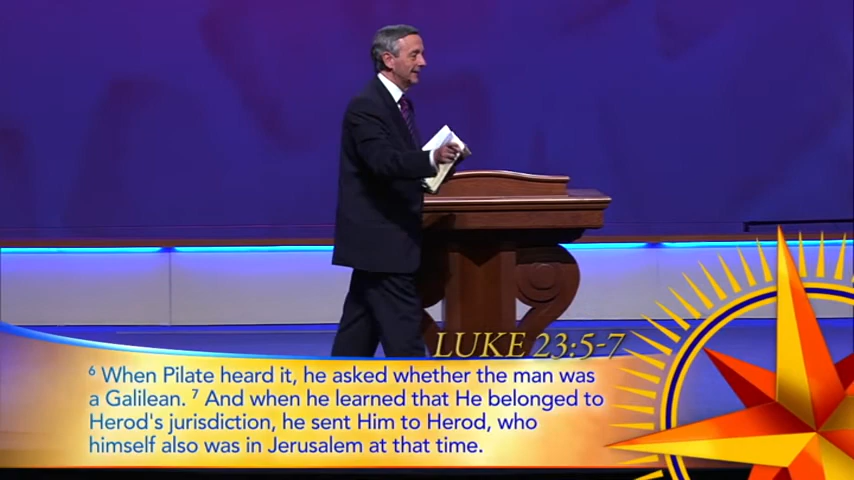 LUKE 23:5-7
⁶ When Pilate heard it, he asked whether the man was
a Galilean. ⁷ And when he learned that He belonged to
Herod's jurisdiction, he sent Him to Herod, who
himself also was in Jerusalem at that time.